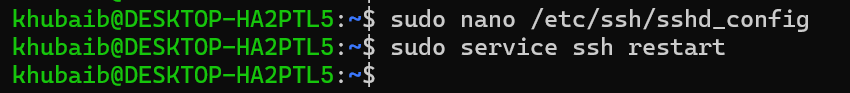 khubaib@DESKTOP-HA2PTL5:~$ sudo nano /etc/ssh/sshd_config
khubaib@DESKTOP-HA2PTL5:~$ sudo service ssh restart
khubaib@DESKTOP-HA2PTL5:~$